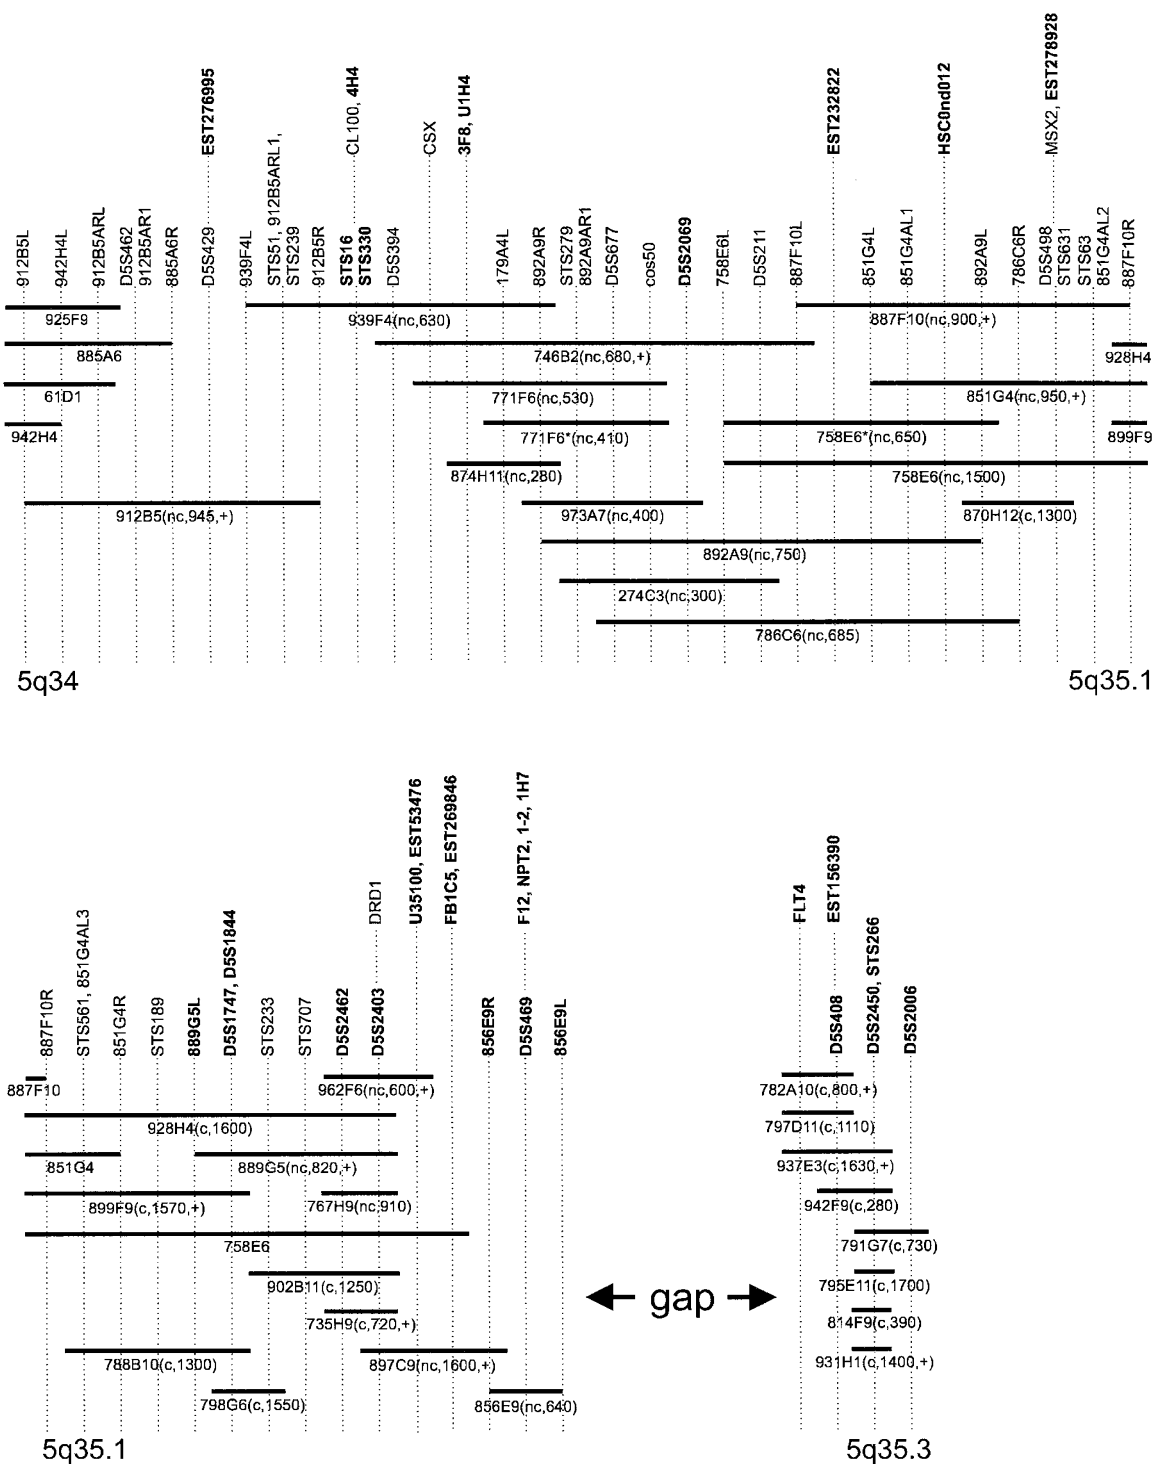 912B5L
942H4L
912B5ARL
D5S462
912B5AR1
885A6R
EST276995
D5S429
939F4L
STS51, 912B5ARL1,
STS239
912B5R
CL100, 4H4
STS16
STS330
D5S394
CSX
3F8, U1H4
179A4L
892A9R
STS279
892A9AR1
D5S677
cos50
D5S2069
758E6L
D5S211
887F10L
EST232822
851G4L
851G4AL1
HSC0nd012
892A9L
786C6R
MSX2, EST278928
D5S498
STS631
STS63
851G4AL2
887F10R
925F9
939F4(nc,630)
887F10(nc,900,+)
885A6
746B2(nc,680,+)
928H4
61D1
771F6(nc,530)
851G4(nc,950,+)
942H4
771F6*(nc,410)
758E6*(nc,650)
899F9
874H11(nc,280)
758E6(nc,1500)
912B5(nc,945,+)
973A7(nc,400)
870H12(c,1300)
892A9(nc,750)
274C3(nc,300)
786C6(nc,685)
5q34
5q35.1
887F10R
STS561, 851G4AL3
851G4R
STS189
889G5L
D5S1747, D5S1844
STS233
STS707
D5S2462
DRD1
D5S2403
U35100, EST53476
FB1C5, EST269846
856E9R
F12, NPT2, 1-2, 1H7
D5S469
856E9L
FLT4
EST156390
D5S408
D5S2450, STS266
D5S2006
887F10
962F6(nc,600,+)
782A10(c,800,+)
928H4(c,1600)
797D11(c,1110)
851G4
889G5(nc,820,+)
937E3(c,1630,+)
899F9(c,1570,+)
767H9(nc,910)
942F9(c,280)
758E6
791G7(c,730)
902B11(c,1250)
795E11(c,1700)
gap
735H9(c,720,+)
814F9(c,390)
788B10(c,1300)
897C9(nc,1600,+)
931H1(c,1400,+)
798G6(c,1550)
856E9(nc,640)
5q35.1
5q35.3